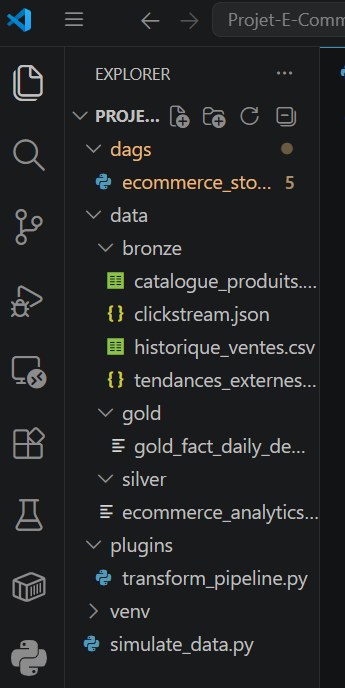 Projet-E-Comm
EXPLORER
PROJE...
dags
ecommerce_sto... 5
data
bronze
catalogue_produits....
{} clickstream.json
historique_ventes.csv
{} tendances_externes...
gold
gold_fact_daily_de...
silver
ecommerce_analytics...
plugins
transform_pipeline.py
venv
simulate_data.py